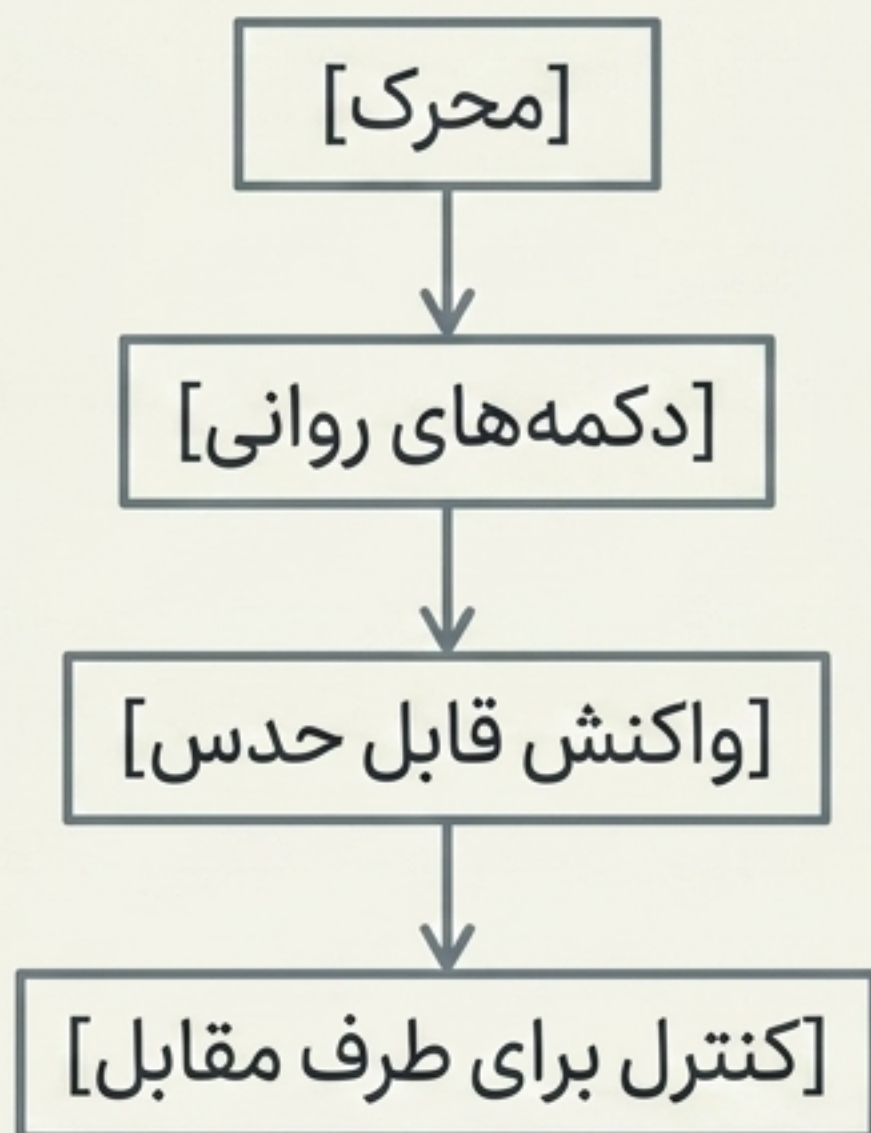 [محرک]
[دکمه‌های روانی]
[واکنش قابل حدس]
[کنترل برای طرف مقابل]